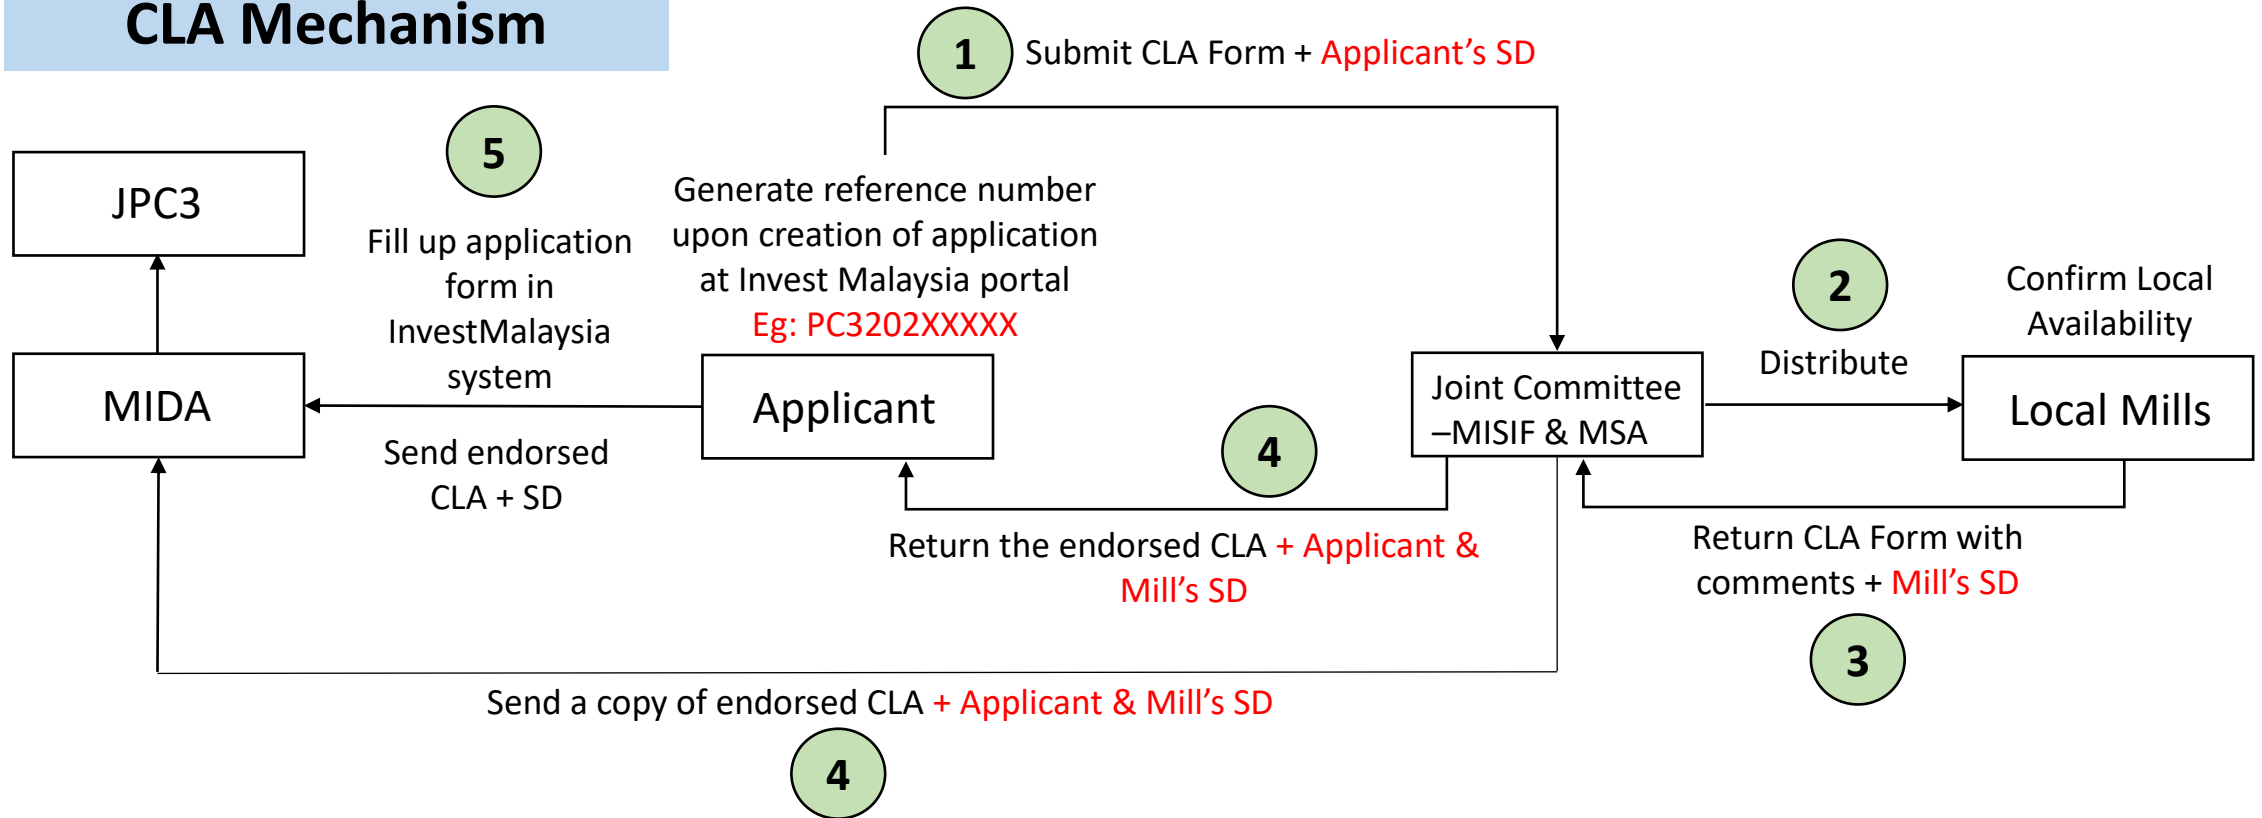 CLA Mechanism
1
Submit CLA Form + Applicant’s SD
5
JPC3
Fill up application
form in
InvestMalaysia
system
Generate reference number
upon creation of application
at Invest Malaysia portal
Eg: PC3202XXXXX
2
Distribute
Confirm Local
Availability
MIDA
Applicant
Joint Committee
–MISIF & MSA
Local Mills
Send endorsed
CLA + SD
4
Return the endorsed CLA + Applicant &
Mill’s SD
Return CLA Form with
comments + Mill’s SD
3
Send a copy of endorsed CLA + Applicant & Mill’s SD
4